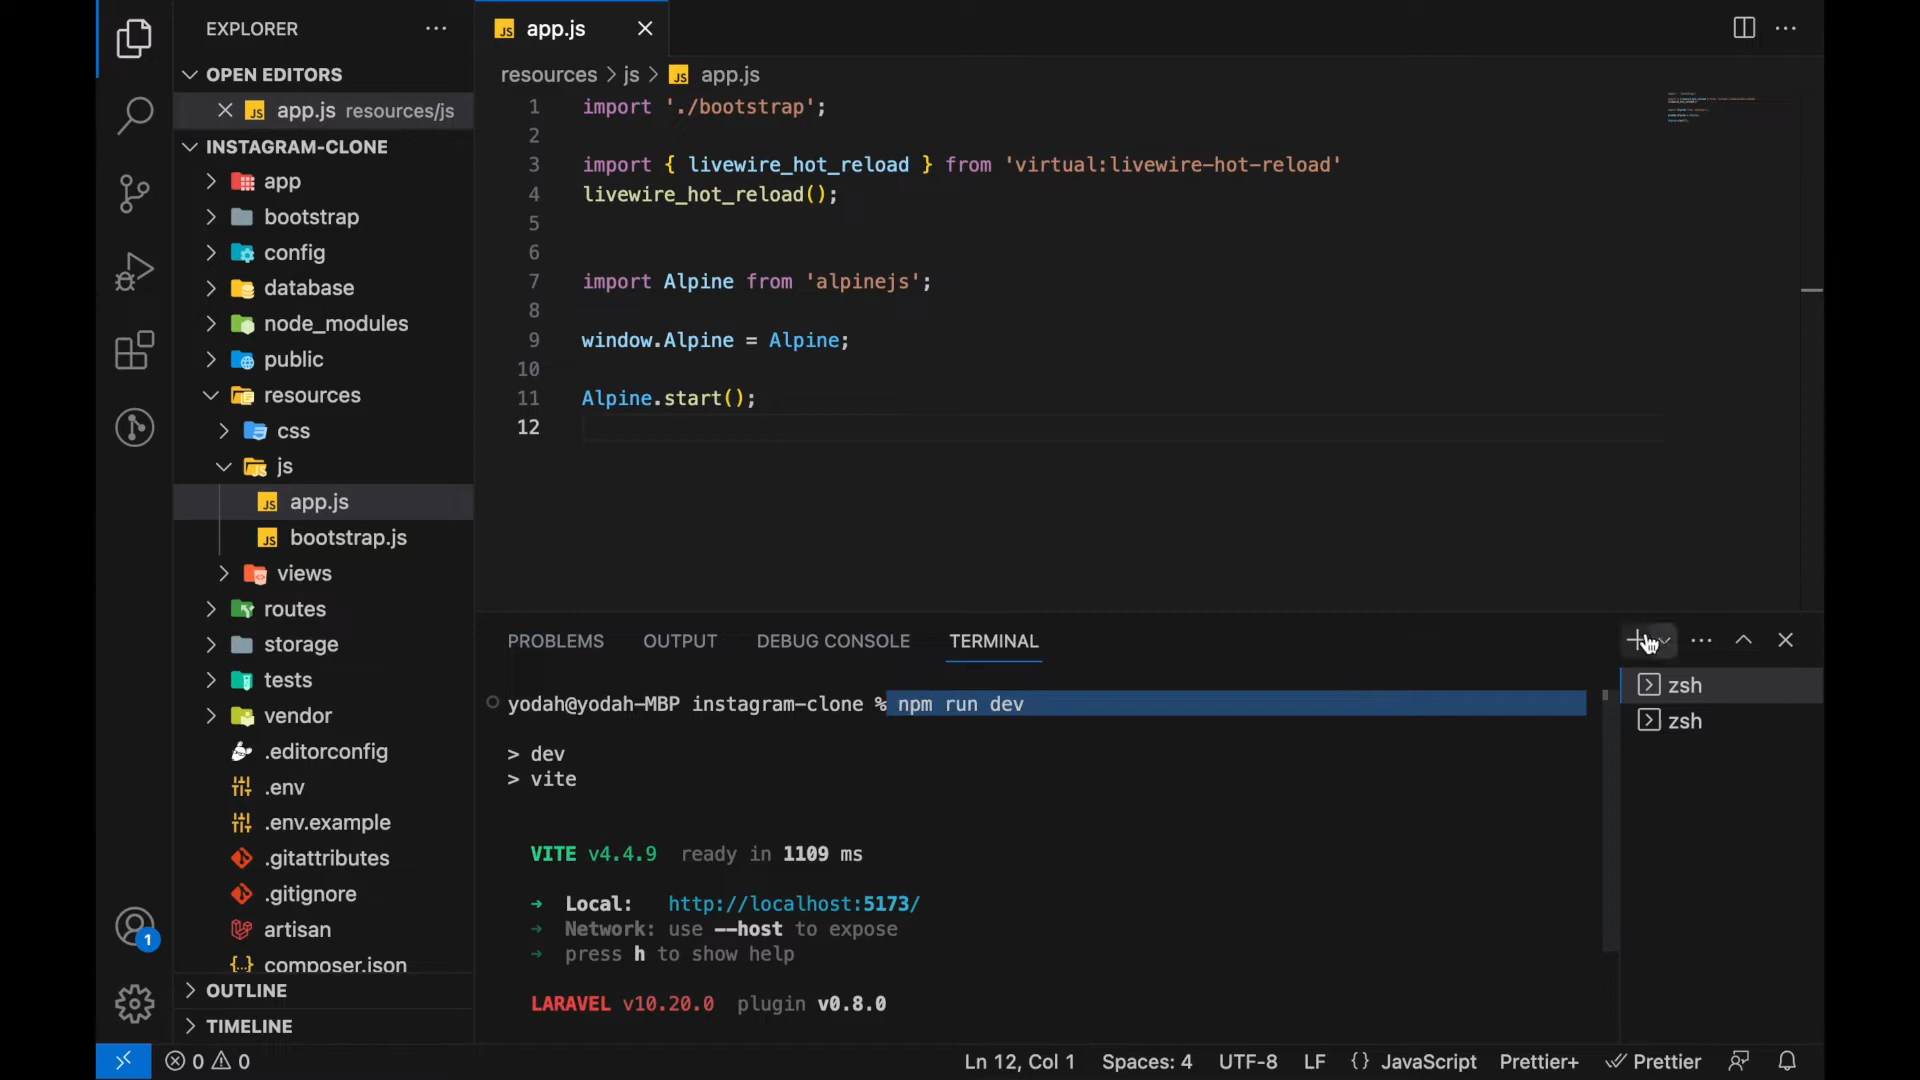 EXPLORER
OPEN EDITORS
app.js resources/js
INSTAGRAM-CLONE
app
bootstrap
config
database
node_modules
public
resources
css
js
app.js
bootstrap.js
views
routes
storage
tests
vendor
.editorconfig
.env
.env.example
.gitattributes
.gitignore
artisan
composer.json
OUTLINE
TIMELINE
JS app.js
resources > js > JS app.js
1 import './bootstrap';
2
3 import { livewire_hot_reload } from 'virtual:livewire-hot-reload'
4 livewire_hot_reload();
5
6
7 import Alpine from 'alpinejs';
8
9 window.Alpine = Alpine;
10
11 Alpine.start();
12
PROBLEMS OUTPUT DEBUG CONSOLE TERMINAL
yodah@yodah-MBP instagram-clone % npm run dev
> dev
> vite
VITE v4.4.9 ready in 1109 ms
➜ Local: http://localhost:5173/
➜ Network: use --host to expose
➜ press h to show help
LARAVEL v10.20.0 plugin v0.8.0
zsh
zsh
1
0 0
Ln 12, Col 1 Spaces: 4 UTF-8 LF {} JavaScript Prettier+ Prettier